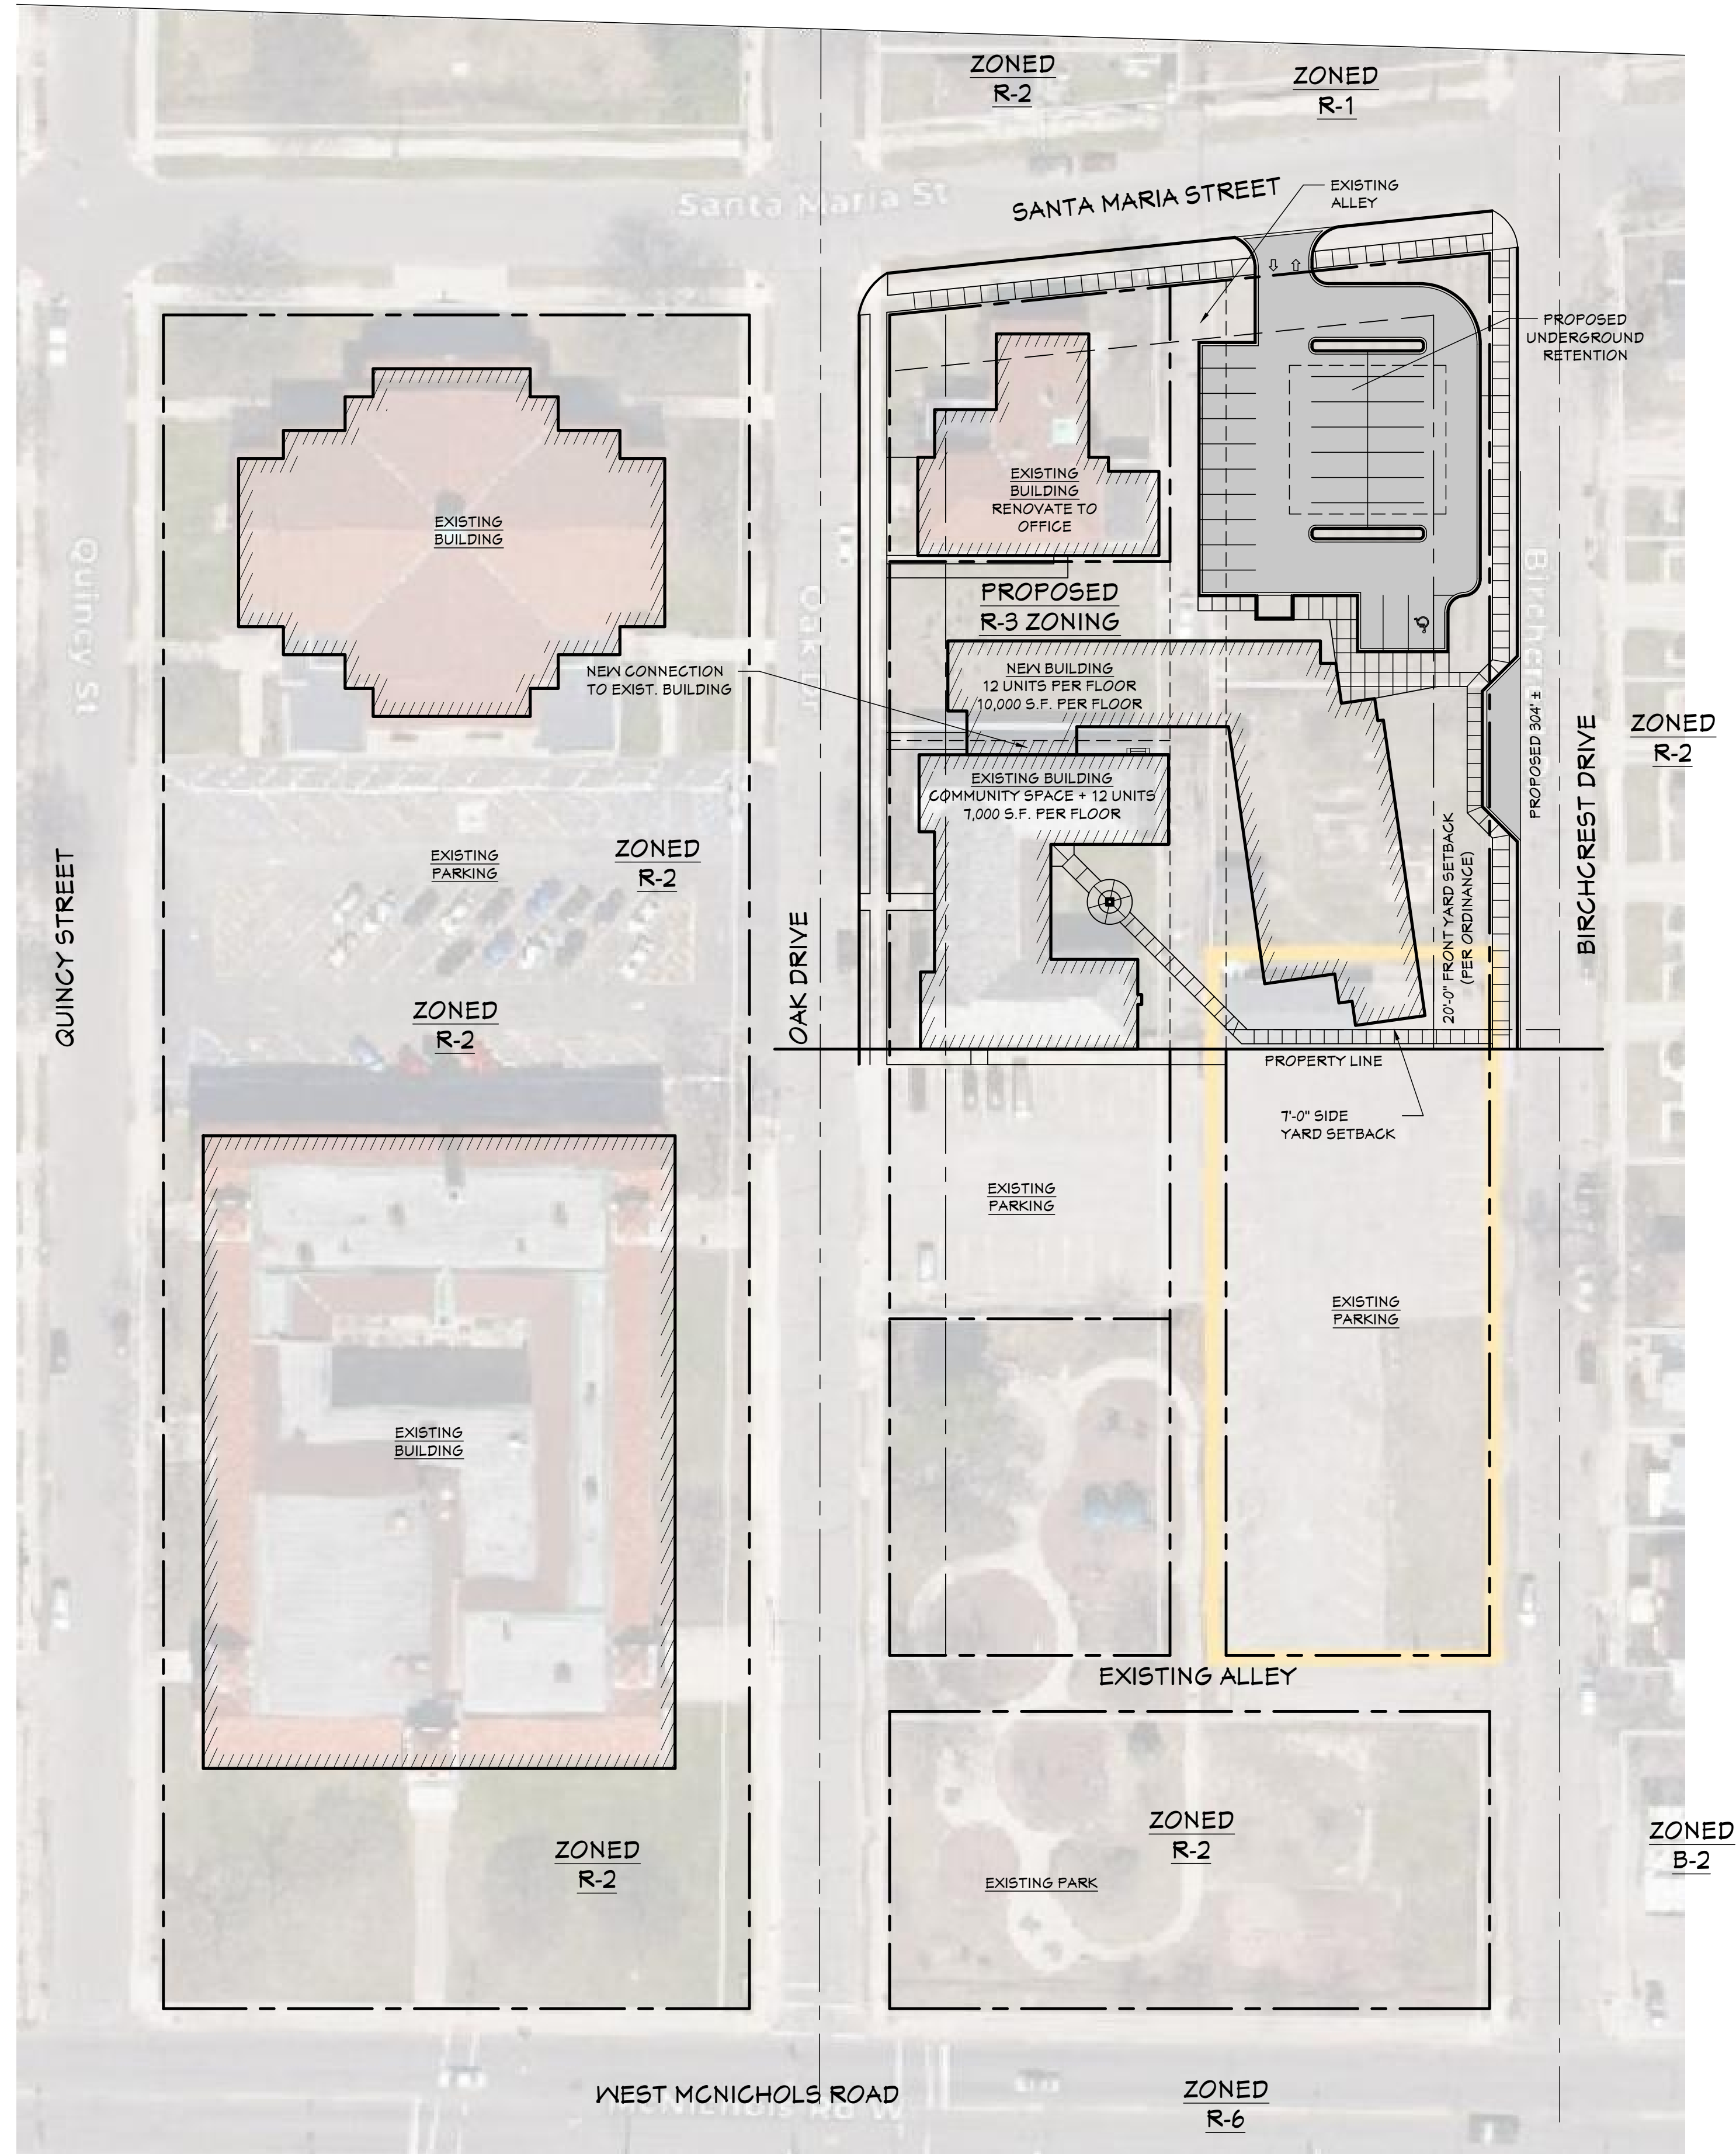 ZONED
R-2
ZONED
R-1
Santa Maria St
SANTA MARIA STREET
EXISTING
ALLEY
PROPOSED
UNDERGROUND
RETENTION
EXISTING
BUILDING
RENOVATE TO
OFFICE
EXISTING
BUILDING
Quincy St
Oak Dr
Bircher
PROPOSED
R-3 ZONING
NEW CONNECTION
TO EXIST. BUILDING
NEW BUILDING
12 UNITS PER FLOOR
10,000 S.F. PER FLOOR
PROPOSED 304' ±
BIRCHCREST DRIVE
ZONED
R-2
EXISTING BUILDING
COMMUNITY SPACE + 12 UNITS
7,000 S.F. PER FLOOR
20'-0" FRONT YARD SETBACK
(PER ORDINANCE)
EXISTING
PARKING
ZONED
R-2
QUINCY STREET
OAK DRIVE
ZONED
R-2
PROPERTY LINE
7'-0" SIDE
YARD SETBACK
EXISTING
PARKING
EXISTING
PARKING
EXISTING
BUILDING
EXISTING ALLEY
ZONED
R-2
EXISTING PARK
ZONED
R-2
ZONED
B-2
WEST MCNICHOLS ROAD
McNichols Rd W
ZONED
R-6